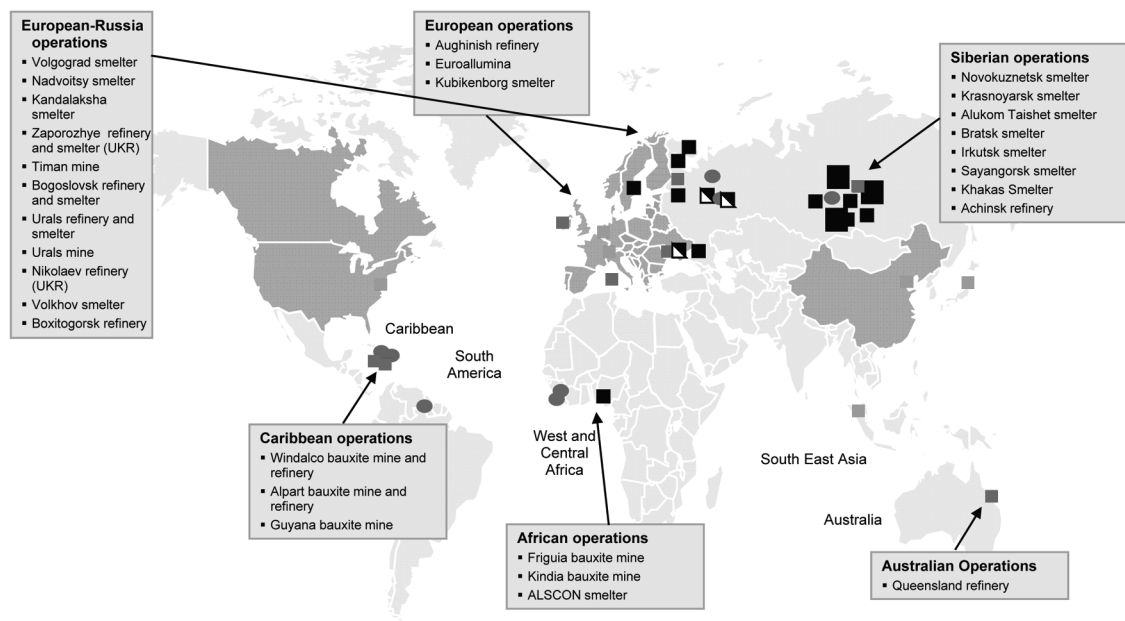 European-Russia
operations
▪ Volgograd smelter
▪ Nadvoitsy smelter
▪ Kandalaksha
smelter
▪ Zaporozhye refinery
and smelter (UKR)
▪ Timan mine
▪ Bogoslovsk refinery
and smelter
▪ Urals refinery and
smelter
▪ Urals mine
▪ Nikolaev refinery
(UKR)
▪ Volkhov smelter
▪ Boxitogorsk refinery
European operations
▪ Aughinish refinery
▪ Euroallumina
▪ Kubikenborg smelter
Siberian operations
▪ Novokuznetsk smelter
▪ Krasnoyarsk smelter
▪ Alukom Taishet smelter
▪ Bratsk smelter
▪ Irkutsk smelter
▪ Sayangorsk smelter
▪ Khakas Smelter
▪ Achinsk refinery
Caribbean
South
America
Caribbean operations
▪ Windalco bauxite mine and
refinery
▪ Alpart bauxite mine and
refinery
▪ Guyana bauxite mine
West and
Central
Africa
African operations
▪ Friguia bauxite mine
▪ Kindia bauxite mine
▪ ALSCON smelter
South East Asia
Australia
Australian Operations
▪ Queensland refinery